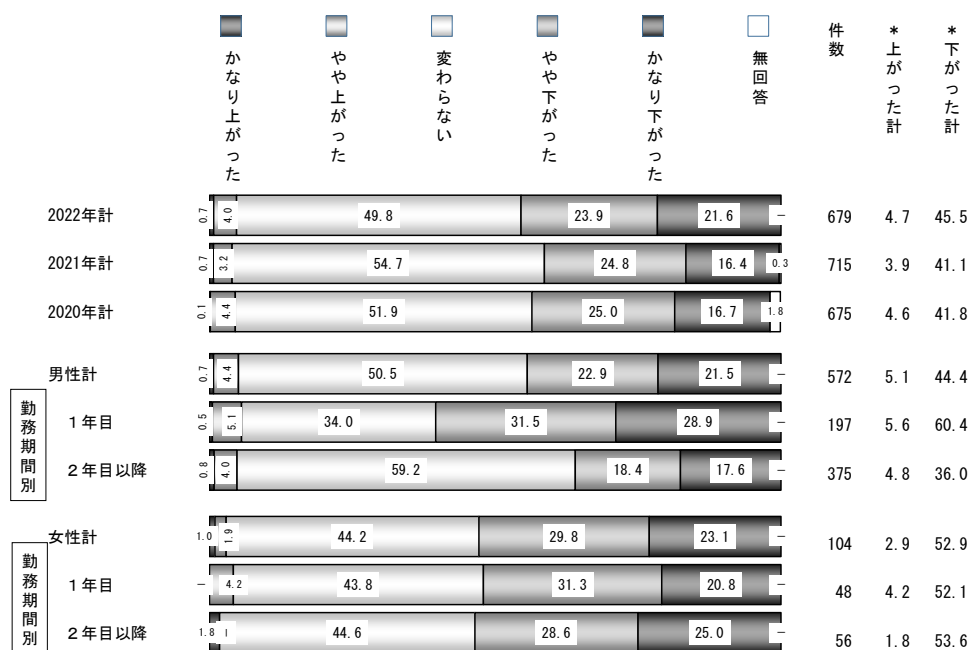 かなり上がった
やや上がった
変わらない
やや下がった
かなり下がった
無回答
件数
＊上がった計
＊下がった計
2022年計 0.7 4.0 49.8 23.9 21.6 - 679 4.7 45.5
2021年計 0.7 3.2 54.7 24.8 16.4 0.3 715 3.9 41.1
2020年計 0.1 4.4 51.9 25.0 16.7 1.8 675 4.6 41.8
男性計 0.7 4.4 50.5 22.9 21.5 - 572 5.1 44.4
勤務期間別
１年目 0.5 5.1 34.0 31.5 28.9 - 197 5.6 60.4
２年目以降 0.8 4.0 59.2 18.4 17.6 - 375 4.8 36.0
女性計 1.0 1.9 44.2 29.8 23.1 - 104 2.9 52.9
勤務期間別
１年目 - 4.2 43.8 31.3 20.8 - 48 4.2 52.1
２年目以降 1.8 - 44.6 28.6 25.0 - 56 1.8 53.6